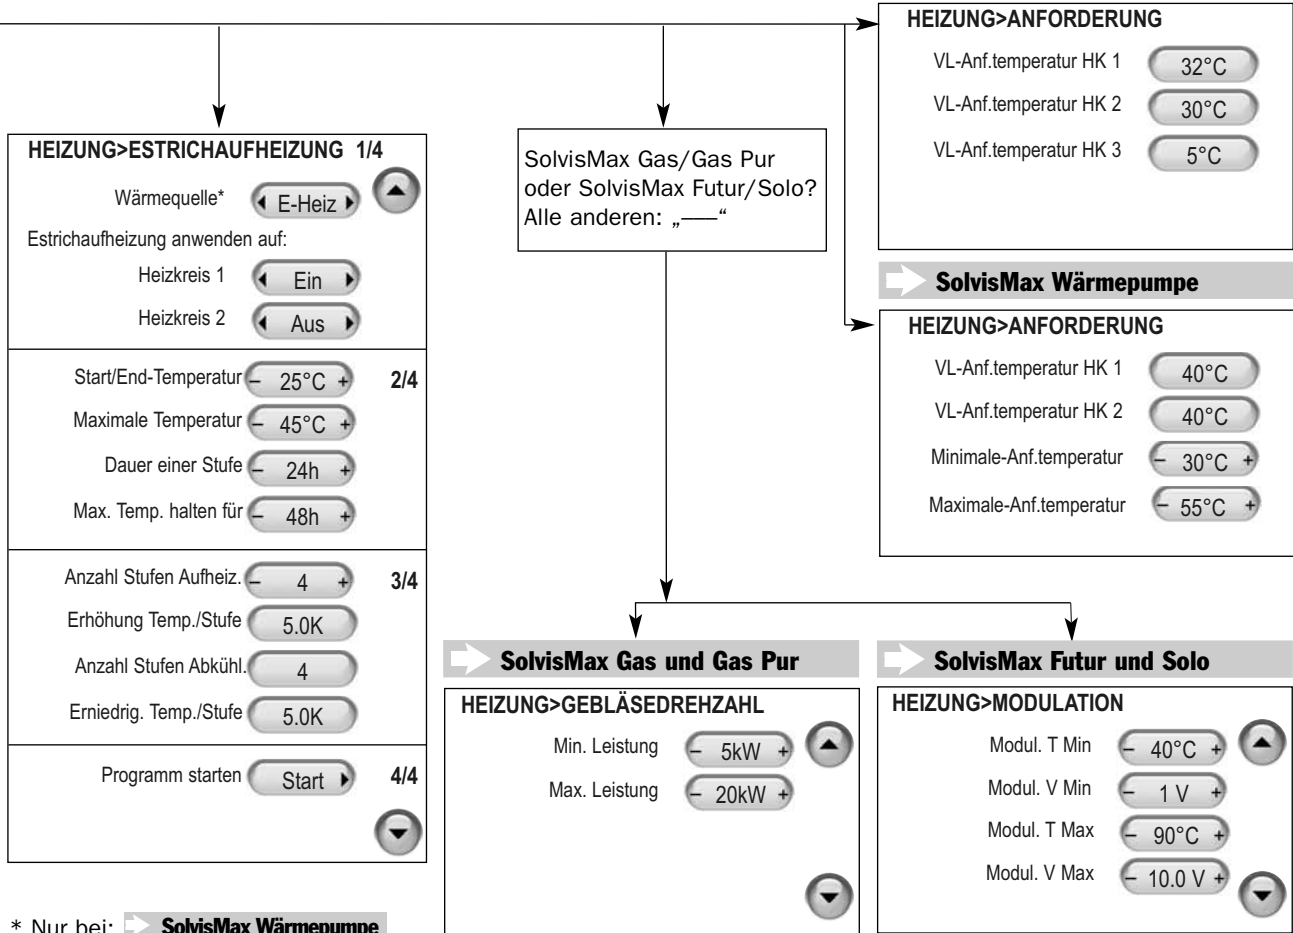 HEIZUNG>ESTRICHAUFHEIZUNG 1/4
Wärmequelle* E-Heiz
Estrichaufheizung anwenden auf:
Heizkreis 1 Ein
Heizkreis 2 Aus
Start/End-Temperatur – 25°C + 2/4
Maximale Temperatur – 45°C +
Dauer einer Stufe – 24h +
Max. Temp. halten für – 48h +
Anzahl Stufen Aufheiz. – 4 + 3/4
Erhöhung Temp./Stufe 5.0K
Anzahl Stufen Abkühl. 4
Erniedrig. Temp./Stufe 5.0K
Programm starten Start 4/4
* Nur bei: SolvisMax Wärmepumpe
SolvisMax Gas/Gas Pur
oder SolvisMax Futur/Solo?
Alle anderen: „–––“
HEIZUNG>ANFORDERUNG
VL-Anf.temperatur HK 1 32°C
VL-Anf.temperatur HK 2 30°C
VL-Anf.temperatur HK 3 5°C
SolvisMax Wärmepumpe
HEIZUNG>ANFORDERUNG
VL-Anf.temperatur HK 1 40°C
VL-Anf.temperatur HK 2 40°C
Minimale-Anf.temperatur – 30°C +
Maximale-Anf.temperatur – 55°C +
SolvisMax Gas und Gas Pur
HEIZUNG>GEBLÄSEDREHZAHL
Min. Leistung – 5kW +
Max. Leistung – 20kW +
SolvisMax Futur und Solo
HEIZUNG>MODULATION
Modul. T Min – 40°C +
Modul. V Min – 1 V +
Modul. T Max – 90°C +
Modul. V Max – 10.0 V +